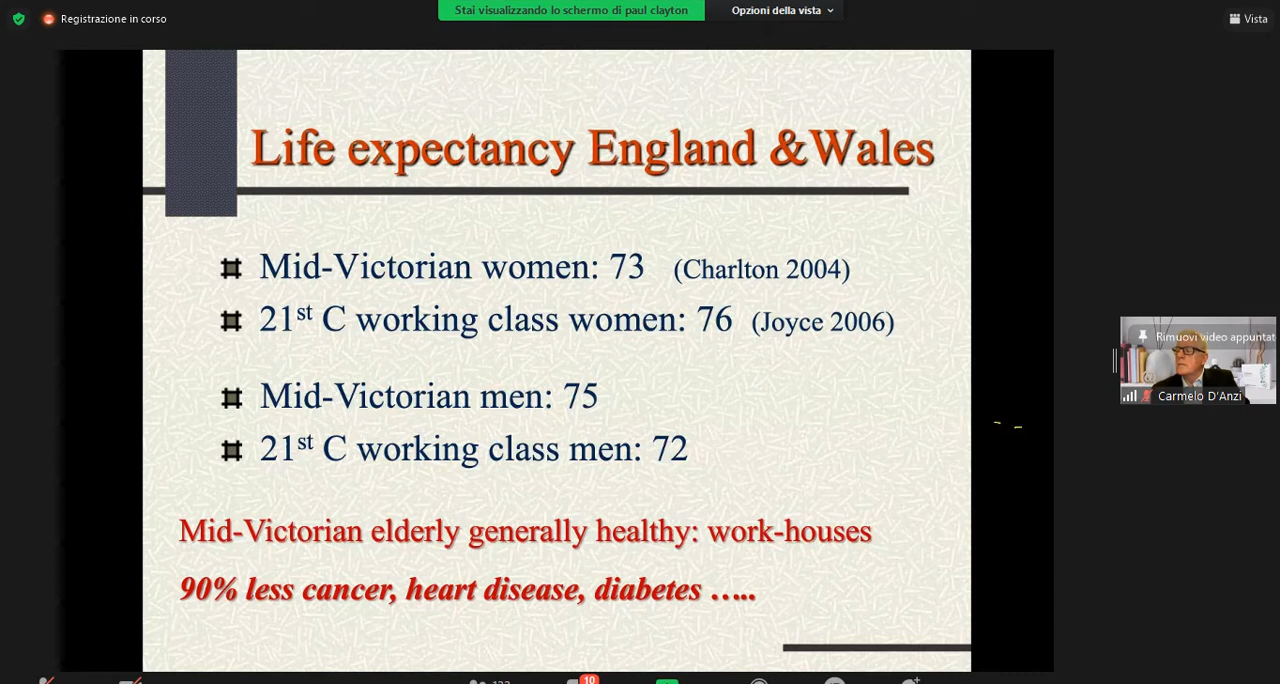 Registrazione in corso
Stai visualizzando lo schermo di paul clayton
Opzioni della vista
Vista
Life expectancy England &Wales
Mid-Victorian women: 73 (Charlton 2004)
21st C working class women: 76 (Joyce 2006)
Mid-Victorian men: 75
21st C working class men: 72
Mid-Victorian elderly generally healthy: work-houses
90% less cancer, heart disease, diabetes …..
Rimuovi video appuntat
Carmelo D'Anzi
10